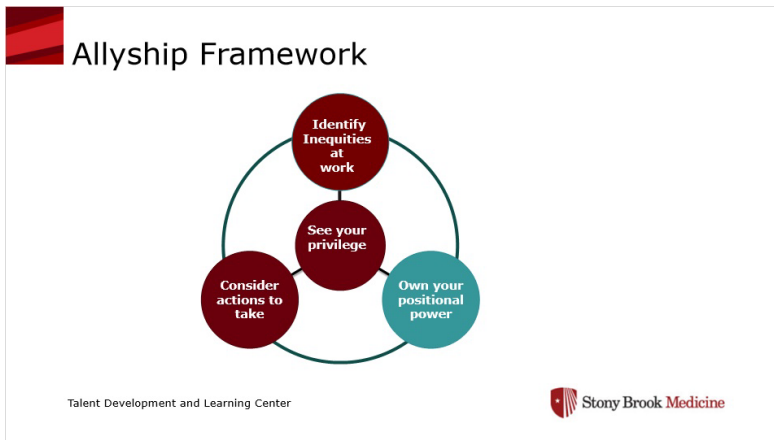 Allyship Framework
Identify
Inequities
at
work
See your
privilege
Consider
actions to
take
Own your
positional
power
Talent Development and Learning Center
Stony Brook Medicine